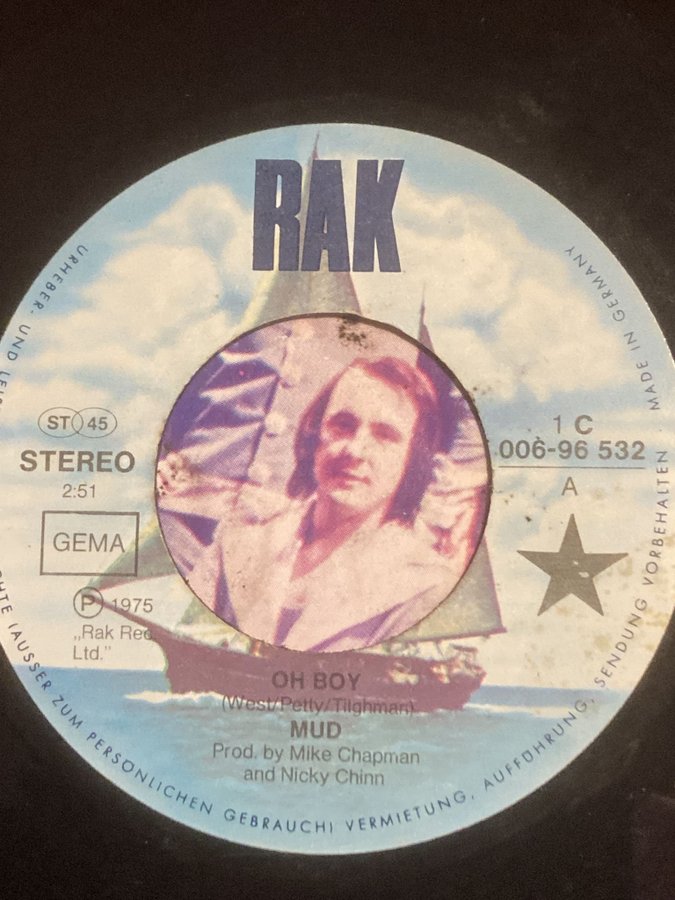 RAK
ST 45
STEREO
2:51
GEMA
℗ 1975
„Rak Rec
Ltd.”
1 C
006-96 532
A
OH BOY
(West/Petty/Tilghman)
MUD
Prod. by Mike Chapman
and Nicky Chinn
URHEBER- UND LEIS
HTE (AUSSER ZUM PERSÖNLICHEN GEBRAUCH) VERMIETUNG, AUFFÜHRUNG, SENDUNG VORBEHALTEN · MADE IN GERMANY